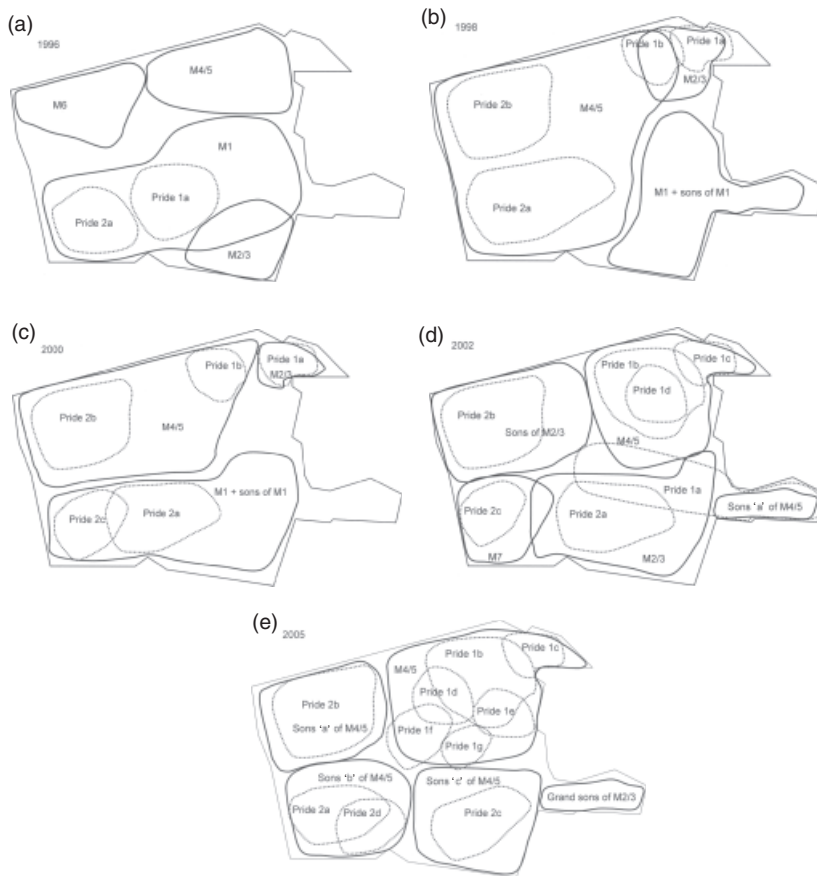 (a)
1996
M4/5
M6
M1
Pride 1a
Pride 2a
M2/3
(b)
1998
Pride 1b
Pride 1a
M2/3
Pride 2b
M4/5
Pride 2a
M1 + sons of M1
(c)
2000
Pride 1a
Pride 1b
M2/3
Pride 2b
M4/5
M1 + sons of M1
Pride 2c
Pride 2a
(d)
2002
Pride 1b
Pride 1c
Pride 1d
Pride 2b
Sons of M2/3
M4/5
Pride 1a
Pride 2c
Pride 2a
Sons 'a' of M4/5
M7
M2/3
(e)
2005
Pride 1c
Pride 1b
M4/5
Pride 1d
Pride 2b
Pride 1e
Sons 'a' of M4/5
Pride 1f
Pride 1g
Sons 'b' of M4/5
Sons 'c' of M4/5
Pride 2a
Pride 2d
Pride 2c
Grand sons of M2/3